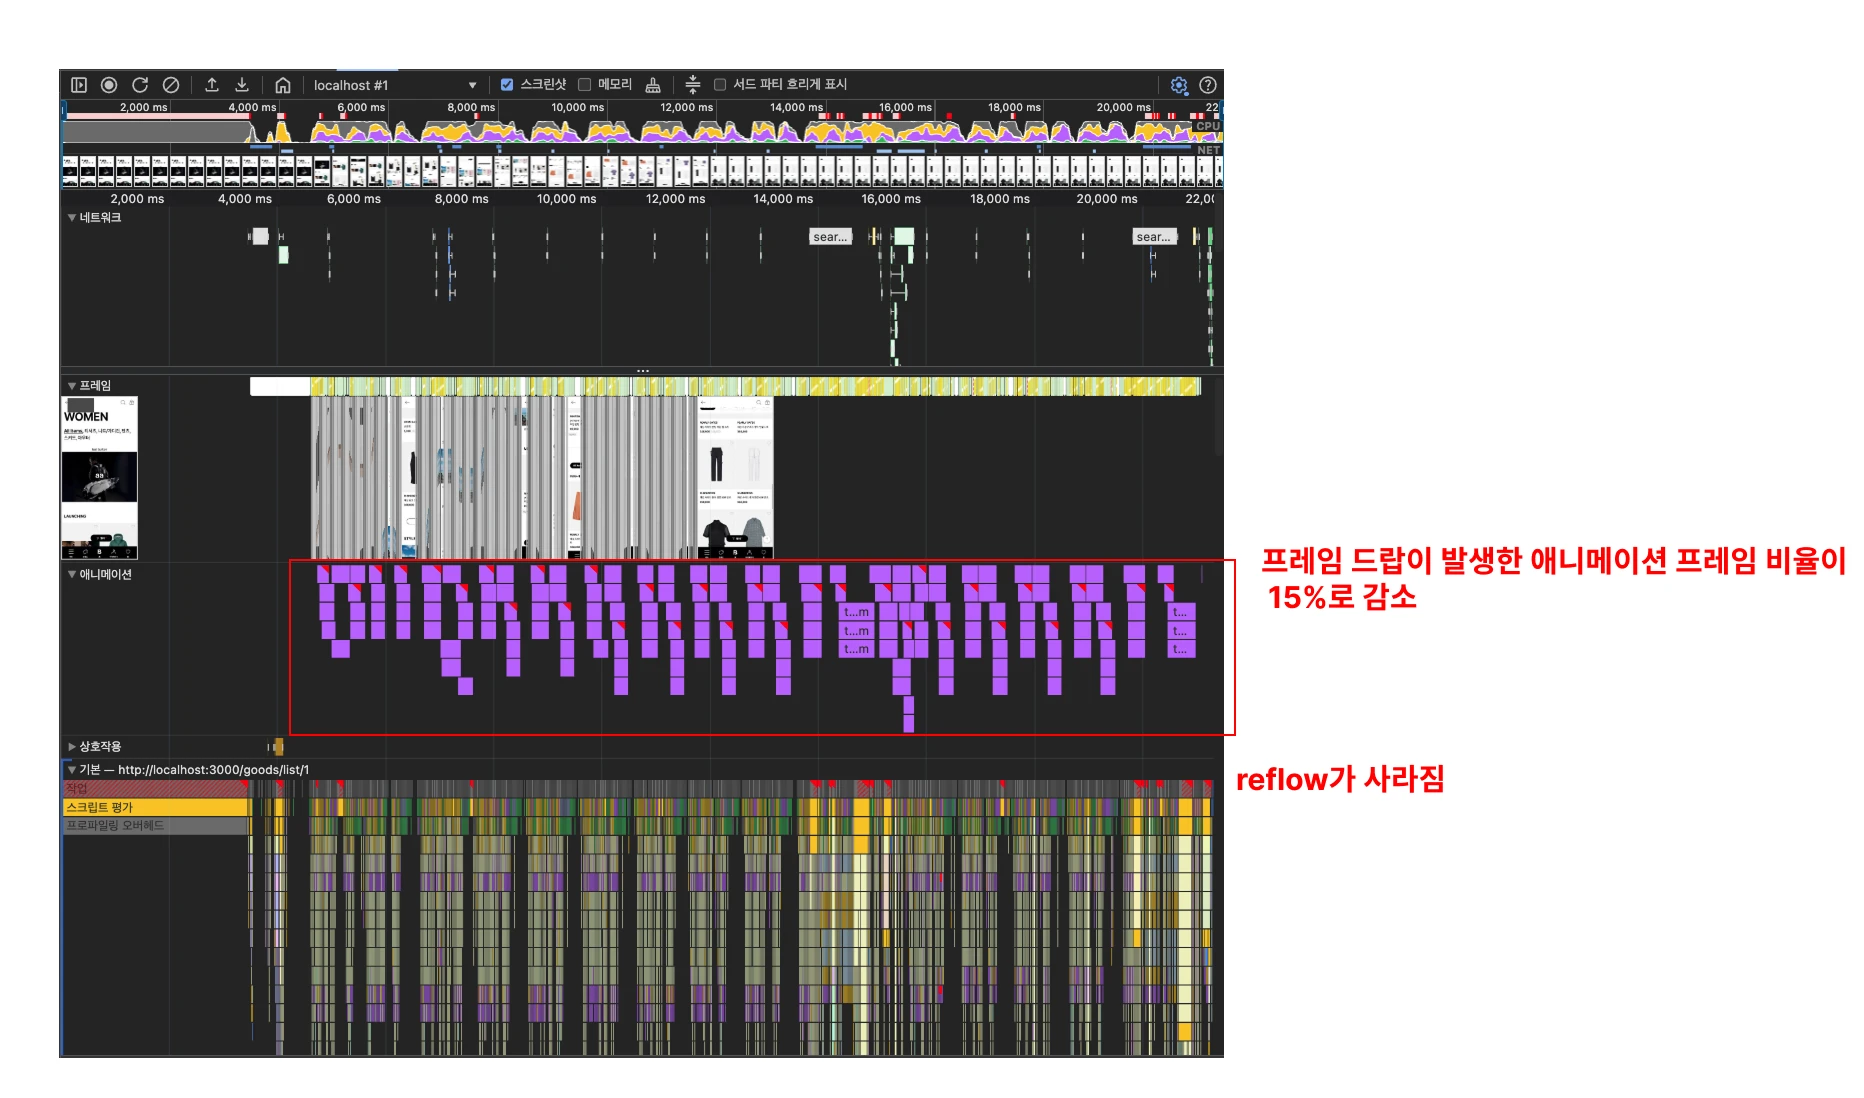 localhost #1 스크린샷 메모리 서드 파티 흐리게 표시
2,000 ms 4,000 ms 6,000 ms 8,000 ms 10,000 ms 12,000 ms 14,000 ms 16,000 ms 18,000 ms 20,000 ms 22
CPU
NET
2,000 ms 4,000 ms 6,000 ms 8,000 ms 10,000 ms 12,000 ms 14,000 ms 16,000 ms 18,000 ms 20,000 ms 22,0
네트워크
sear... sear...
프레임
WOMEN
LAUNCHING
애니메이션
t...m t...
t...m t...
t...m t...
프레임 드랍이 발생한 애니메이션 프레임 비율이
15%로 감소
상호작용
기본 — http://localhost:3000/goods/list/1
reflow가 사라짐
작업
스크립트 평가
프로파일링 오버헤드